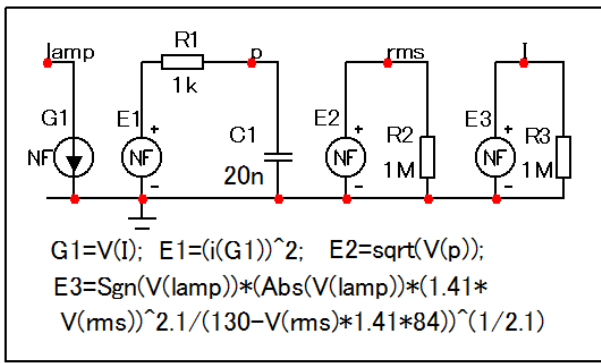 lamp
R1
p
rms
I
1k
G1
E1
C1
E2
R2
E3
R3
NF
NF
NF
NF
+
+
+
-
-
-
20n
1M
1M
G1=V(I); E1=(i(G1))^2; E2=sqrt(V(p));
E3=Sgn(V(lamp))*(Abs(V(lamp))*(1.41*
V(rms))^2.1/(130-V(rms)*1.41*84))^(1/2.1)